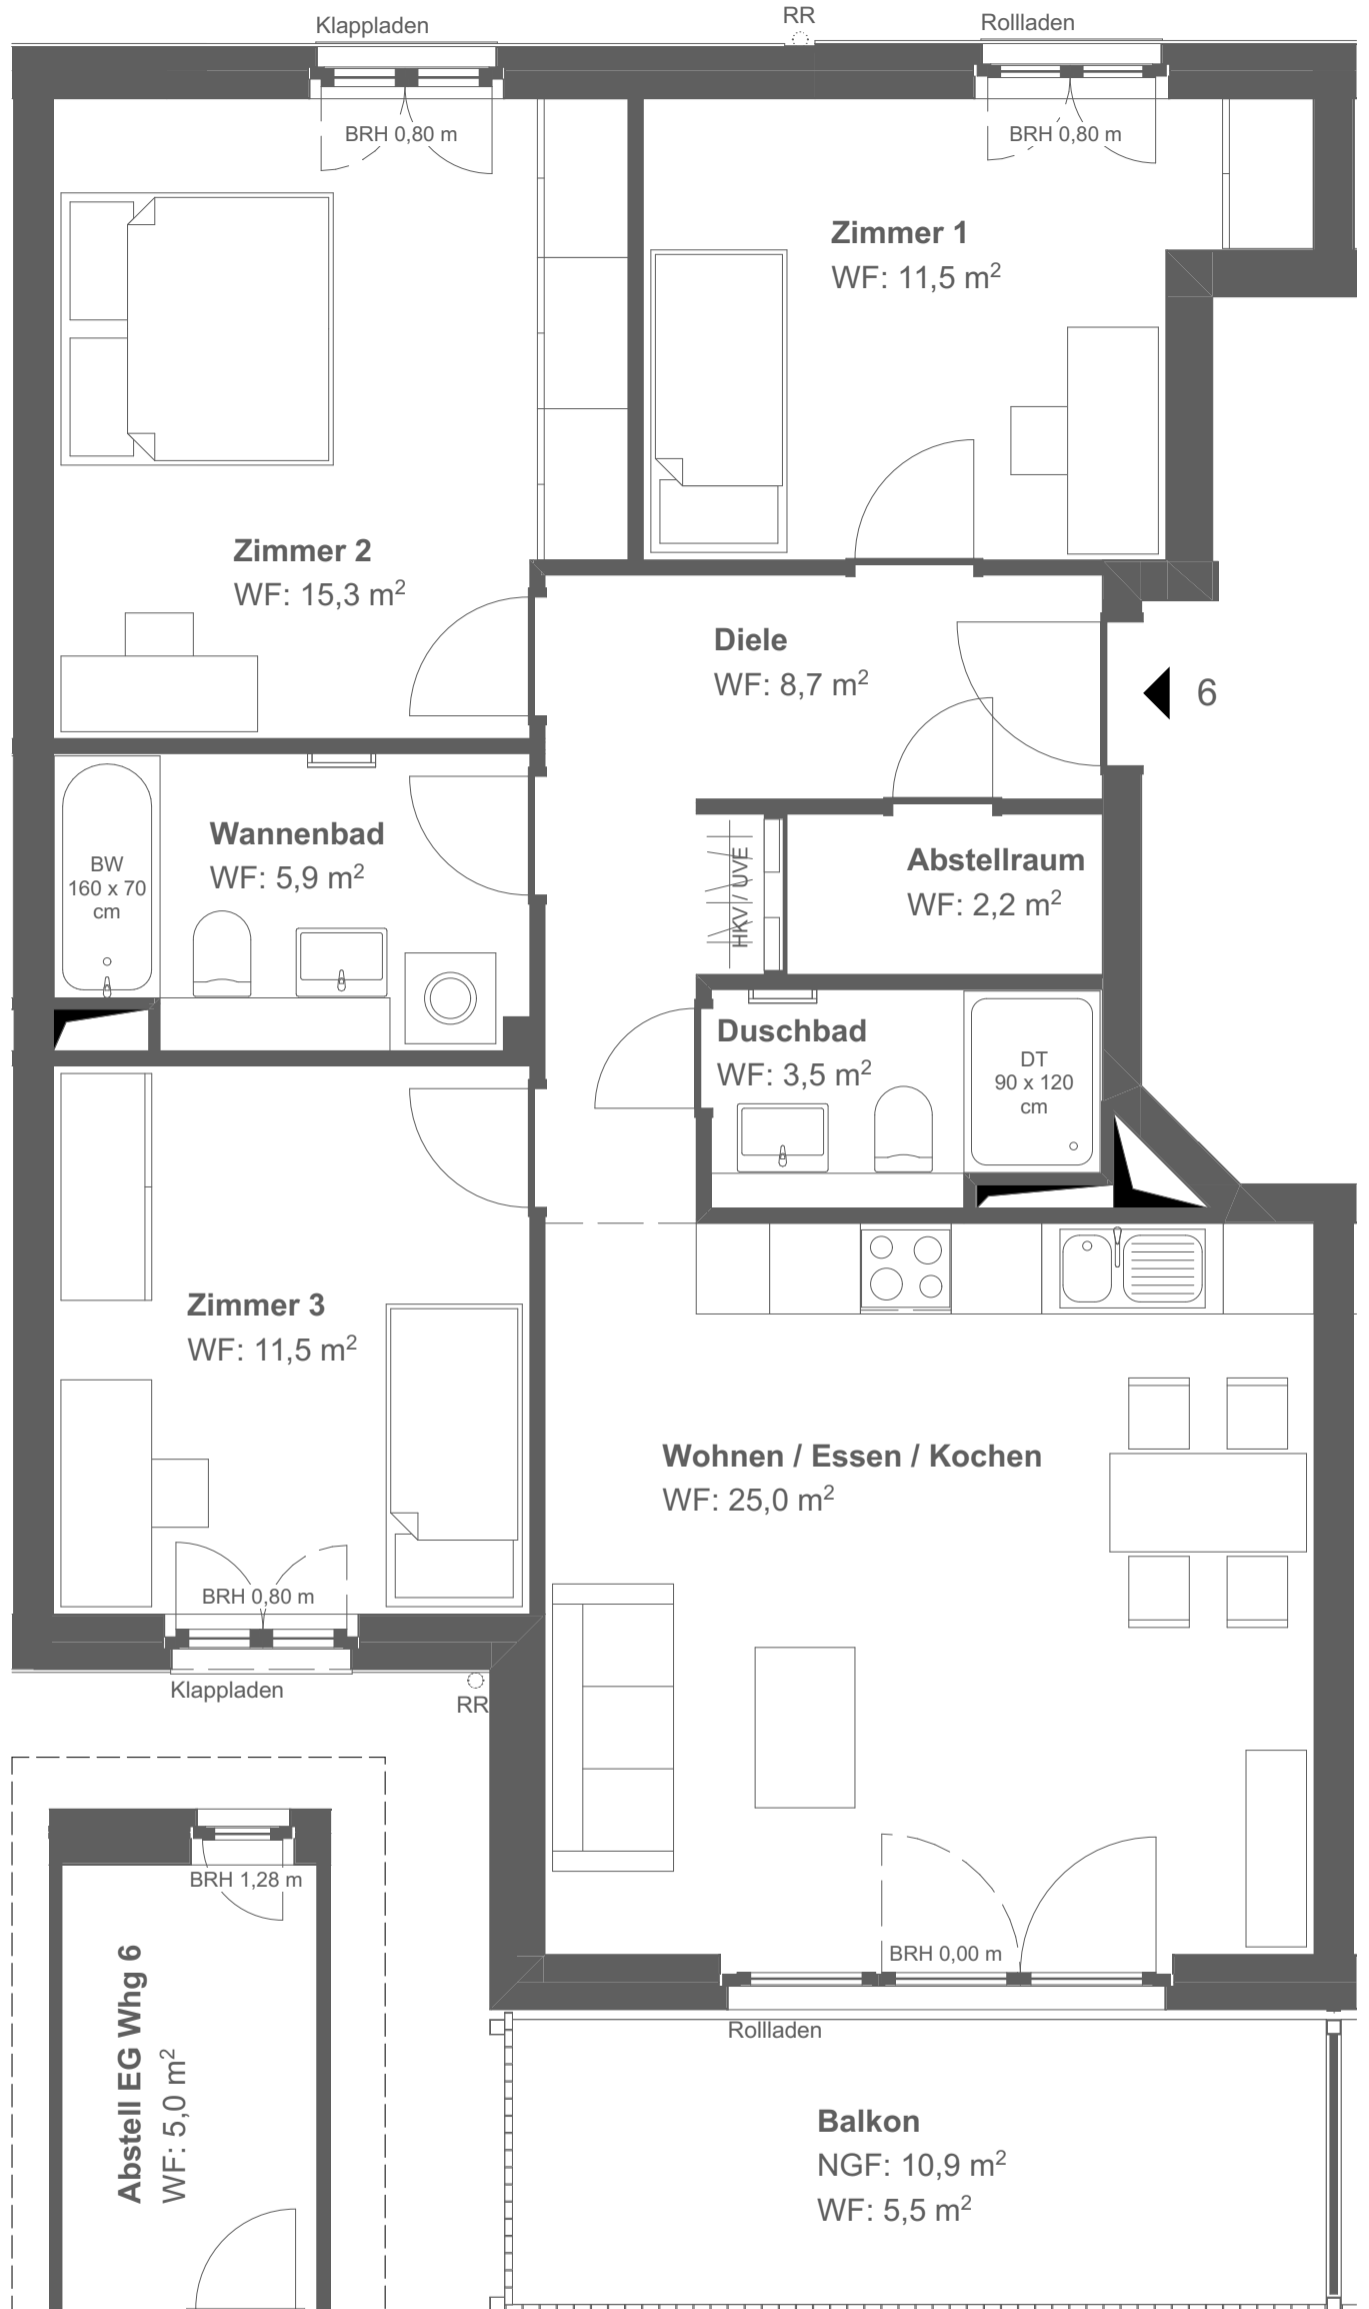 Klappladen
RR
Rollladen
BRH 0,80 m
BRH 0,80 m
Zimmer 1
WF: 11,5 m²
Zimmer 2
WF: 15,3 m²
Diele
WF: 8,7 m²
6
Wannenbad
WF: 5,9 m²
BW
160 x 70
cm
HKV / UVE
Abstellraum
WF: 2,2 m²
Duschbad
WF: 3,5 m²
DT
90 x 120
cm
Zimmer 3
WF: 11,5 m²
Wohnen / Essen / Kochen
WF: 25,0 m²
BRH 0,80 m
Klappladen
RR
BRH 1,28 m
Abstell EG Whg 6
WF: 5,0 m²
BRH 0,00 m
Rollladen
Balkon
NGF: 10,9 m²
WF: 5,5 m²